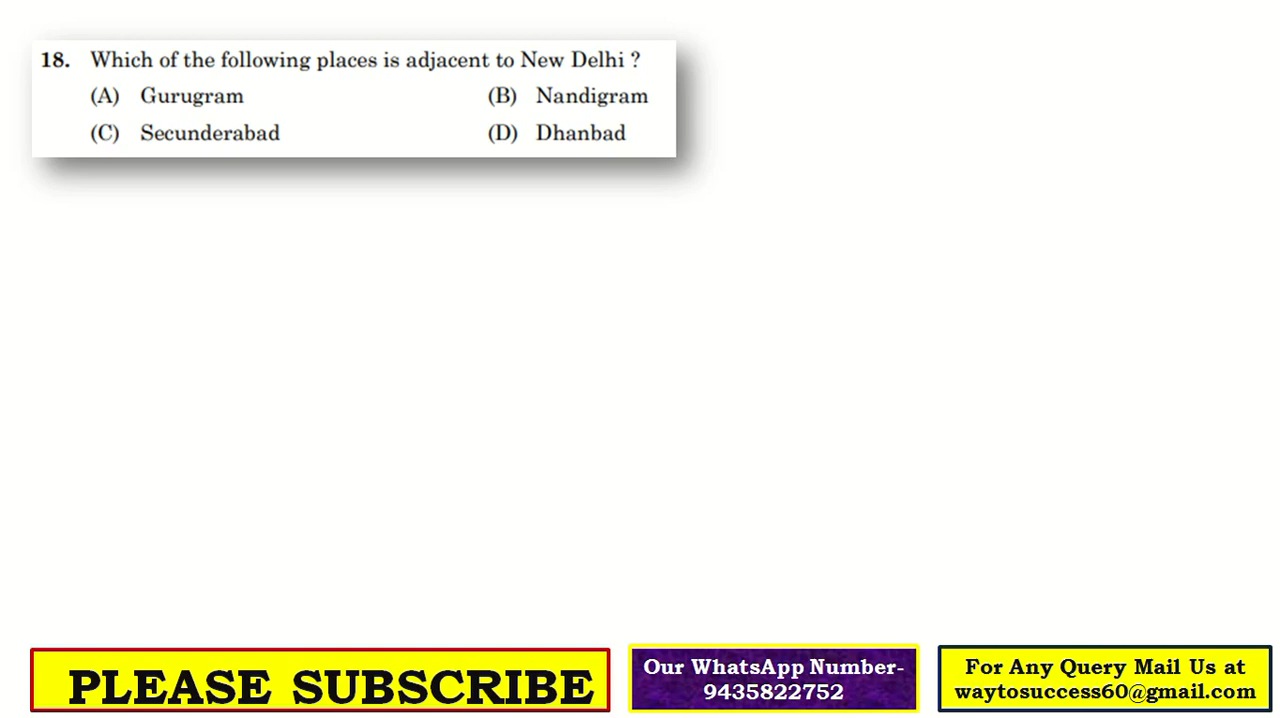 18. Which of the following places is adjacent to New Delhi ?
(A) Gurugram (B) Nandigram
(C) Secunderabad (D) Dhanbad
PLEASE SUBSCRIBE
Our WhatsApp Number-
9435822752
For Any Query Mail Us at
waytosuccess60@gmail.com